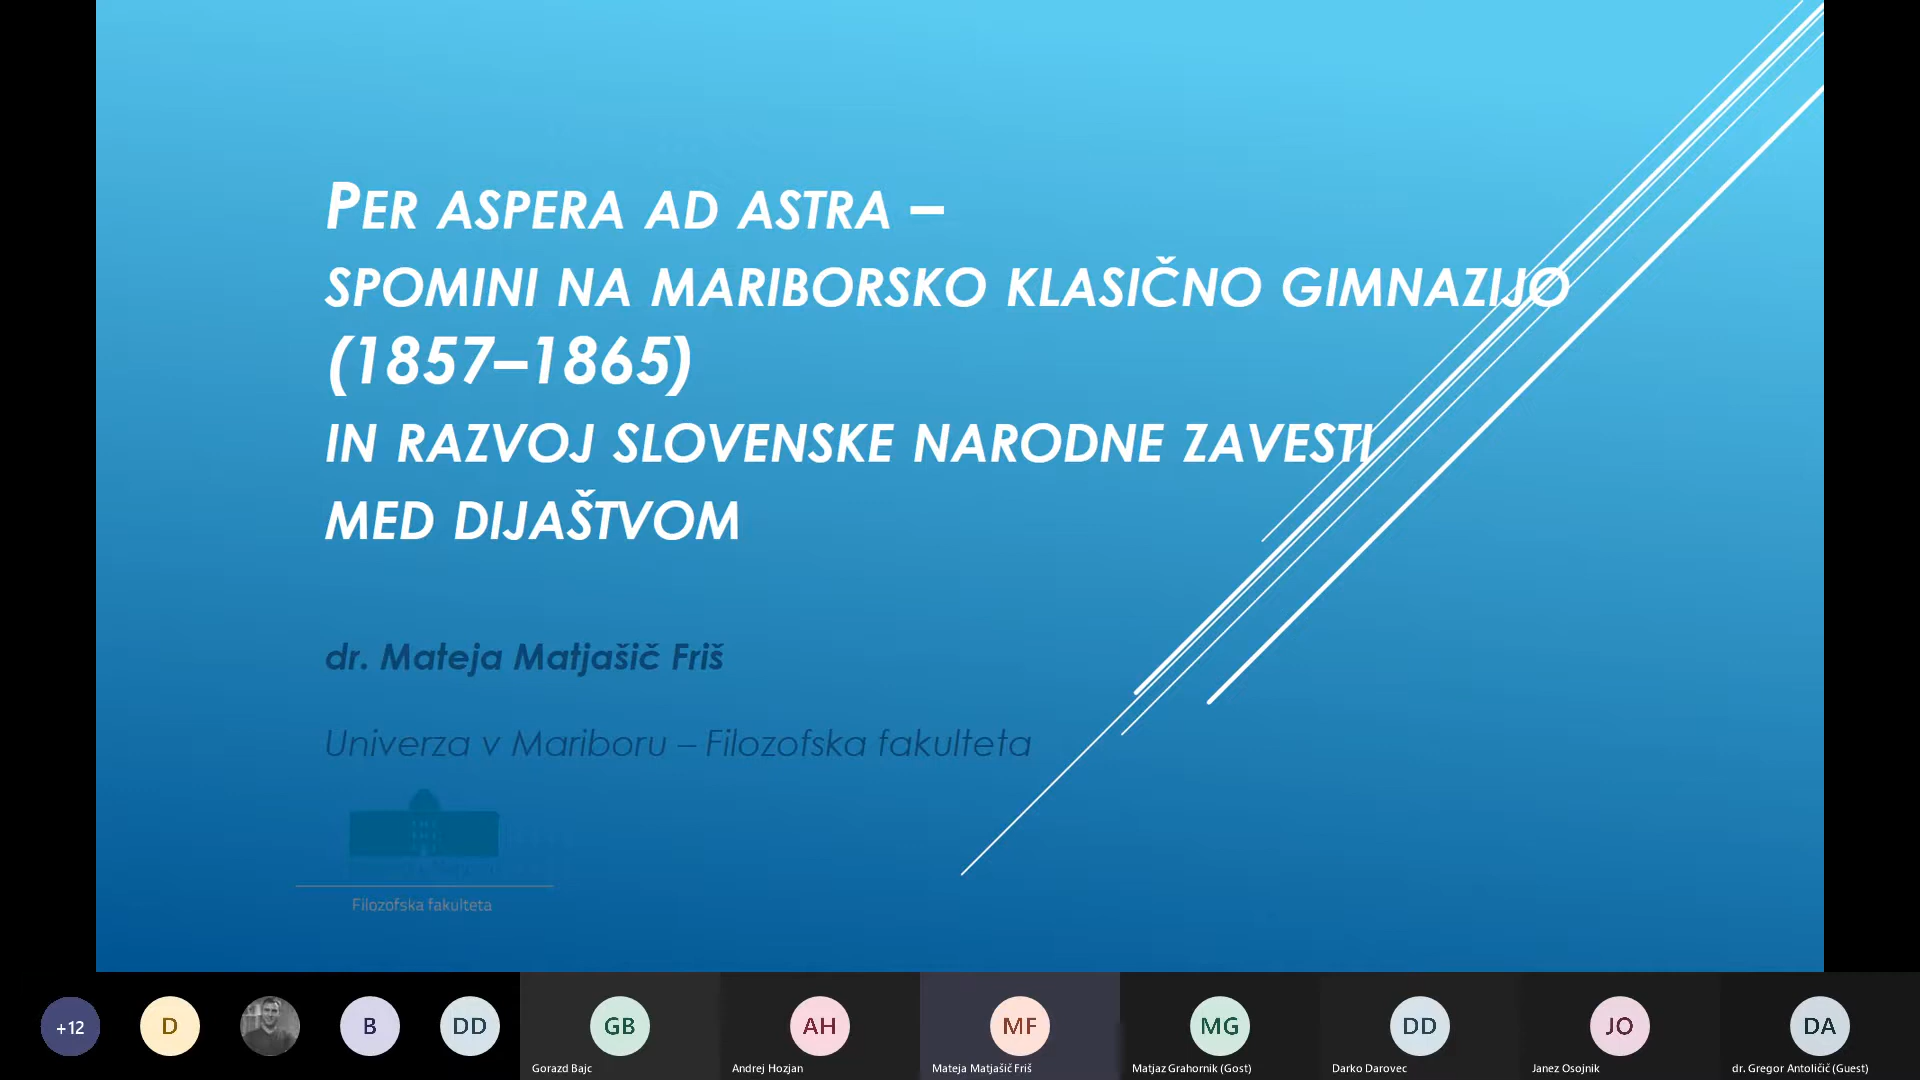 PER ASPERA AD ASTRA –
SPOMINI NA MARIBORSKO KLASIČNO GIMNAZIJO
(1857–1865)
IN RAZVOJ SLOVENSKE NARODNE ZAVESTI
MED DIJAŠTVOM
dr. Mateja Matjašič Friš
Univerza v Mariboru – Filozofska fakulteta
Filozofska fakulteta
+12
D
B
DD
GB
AH
MF
MG
DD
JO
DA
Gorazd Bajc
Andrej Hozjan
Mateja Matjašič Friš
Matjaz Grahornik (Gost)
Darko Darovec
Janez Osojnik
dr. Gregor Antoličič (Guest)